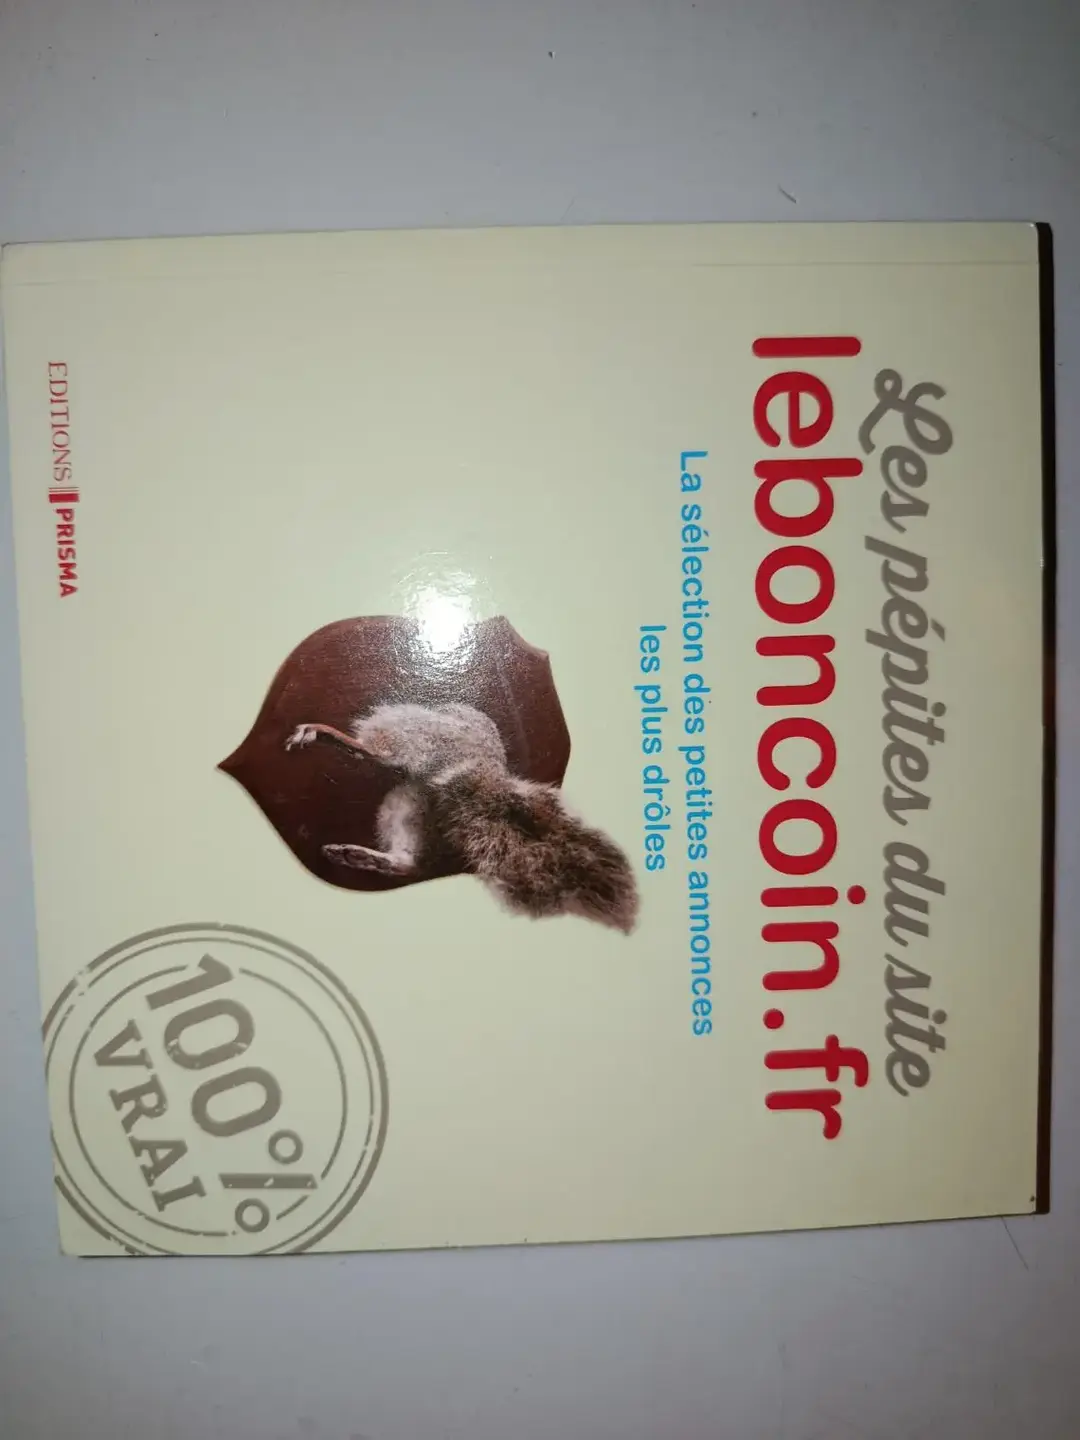 Les pépites du site
leboncoin.fr
La sélection des petites annonces
les plus drôles
100%
VRAI
EDITIONS PRISMA